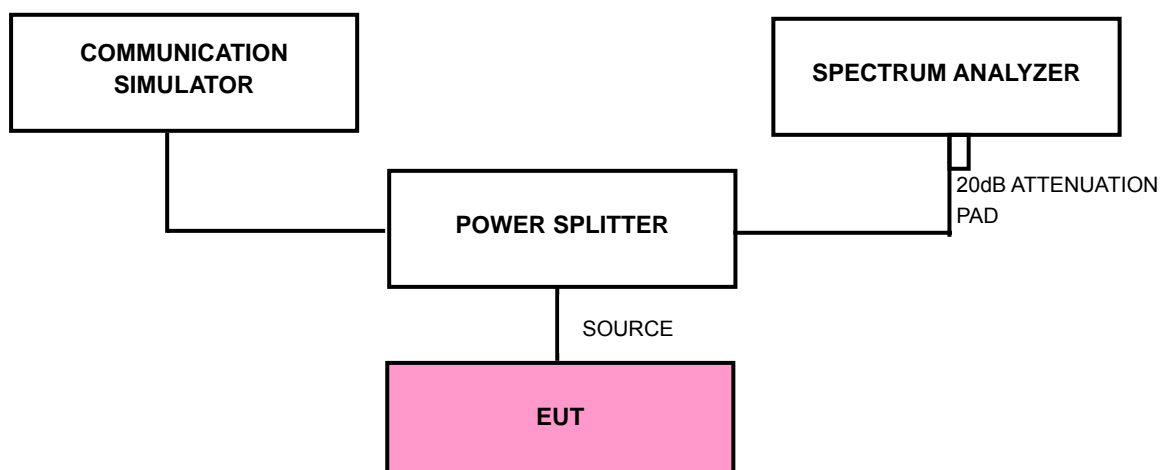 COMMUNICATION
SIMULATOR
SPECTRUM ANALYZER
20dB ATTENUATION
PAD
POWER SPLITTER
SOURCE
EUT